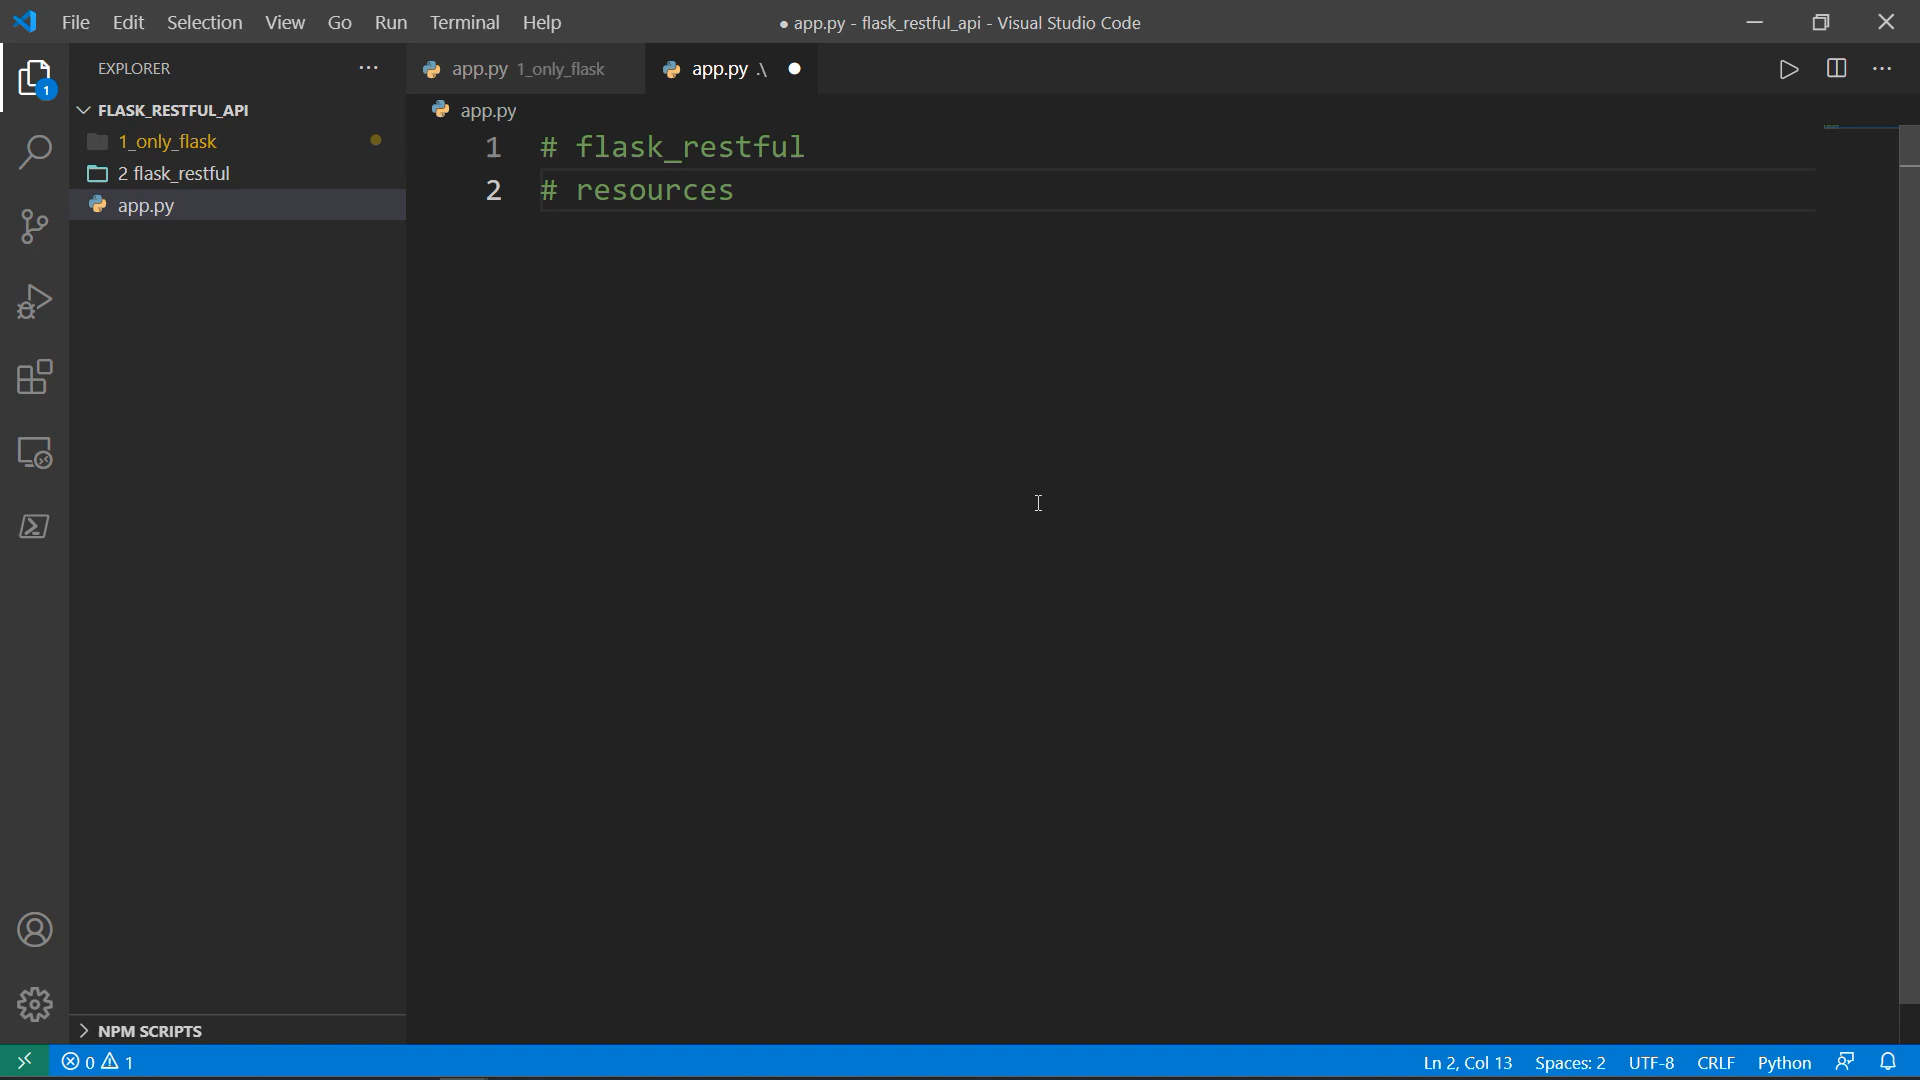 File Edit Selection View Go Run Terminal Help
● app.py - flask_restful_api - Visual Studio Code
EXPLORER
app.py 1_only_flask
app.py .\
FLASK_RESTFUL_API
app.py
1_only_flask
2 flask_restful
app.py
1 # flask_restful
2 # resources
1
NPM SCRIPTS
0 1
Ln 2, Col 13 Spaces: 2 UTF-8 CRLF Python